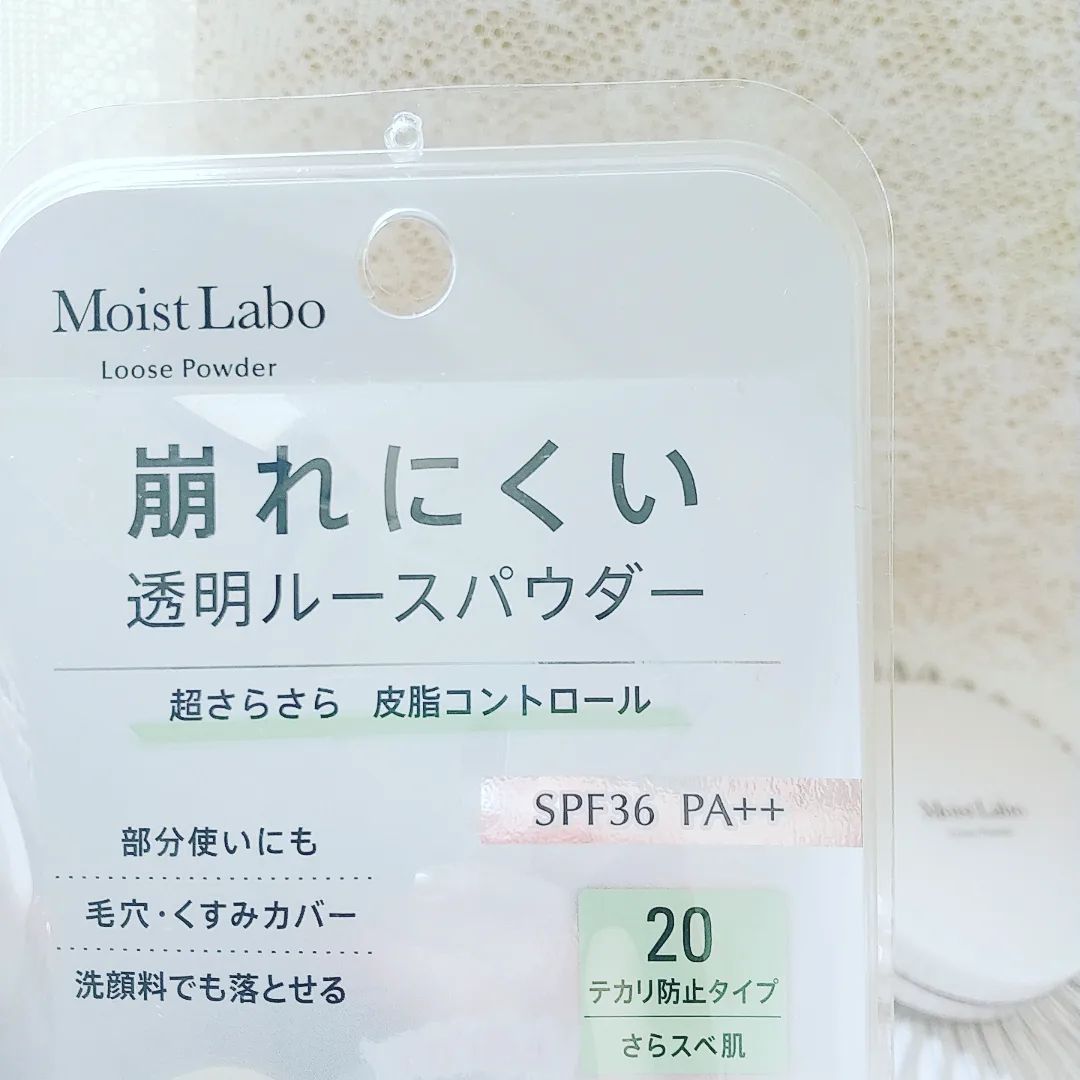 Moist Labo
Loose Powder
崩れにくい
透明ルースパウダー
超さらさら 皮脂コントロール
SPF36 PA++
部分使いにも
毛穴・くすみカバー
洗顔料でも落とせる
20
テカリ防止タイプ
さらスベ肌
Moist Labo